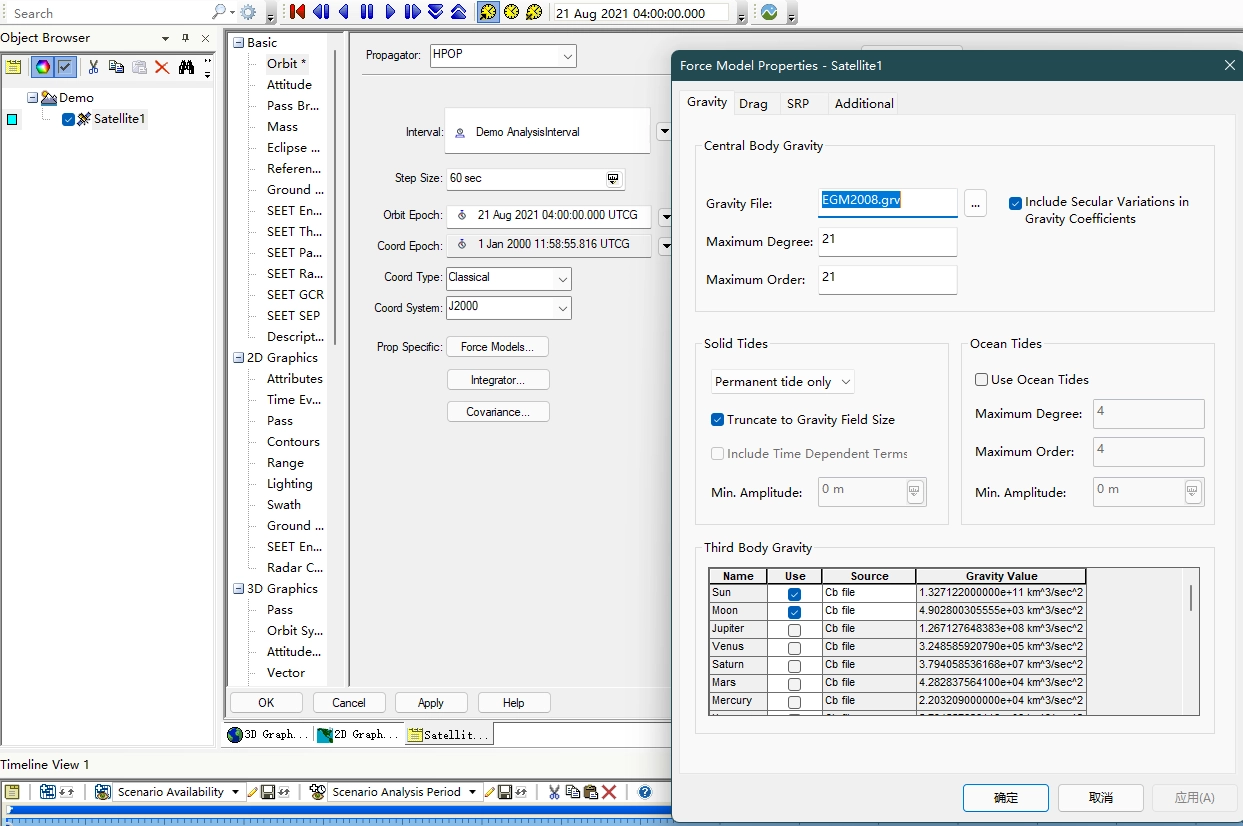 Search
21 Aug 2021 04:00:00.000
Object Browser
Demo
Satellite1
Basic
Orbit *
Attitude
Pass Br...
Mass
Eclipse ...
Referen...
Ground ...
SEET En...
SEET Th...
SEET Pa...
SEET Ra...
SEET GCR
SEET SEP
Descript...
2D Graphics
Attributes
Time Ev...
Pass
Contours
Range
Lighting
Swath
Ground ...
SEET En...
Radar C...
3D Graphics
Pass
Orbit Sy...
Attitude...
Vector
Propagator: HPOP
Interval: Demo AnalysisInterval
Step Size: 60 sec
Orbit Epoch: 21 Aug 2021 04:00:00.000 UTCG
Coord Epoch: 1 Jan 2000 11:58:55.816 UTCG
Coord Type: Classical
Coord System: J2000
Prop Specific: Force Models...
Integrator...
Covariance...
OK Cancel Apply Help
3D Graph... 2D Graph... Satellit...
Timeline View 1
Scenario Availability Scenario Analysis Period
Force Model Properties - Satellite1
Gravity Drag SRP Additional
Central Body Gravity
Gravity File: EGM2008.grv ... Include Secular Variations in
Gravity Coefficients
Maximum Degree: 21
Maximum Order: 21
Solid Tides
Permanent tide only
Truncate to Gravity Field Size
Include Time Dependent Terms
Min. Amplitude: 0 m
Ocean Tides
Use Ocean Tides
Maximum Degree: 4
Maximum Order: 4
Min. Amplitude: 0 m
Third Body Gravity
Name Use Source Gravity Value
Sun Cb file 1.327122000000e+11 km^3/sec^2
Moon Cb file 4.902800305555e+03 km^3/sec^2
Jupiter Cb file 1.267127648383e+08 km^3/sec^2
Venus Cb file 3.248585920790e+05 km^3/sec^2
Saturn Cb file 3.794058536168e+07 km^3/sec^2
Mars Cb file 4.282837564100e+04 km^3/sec^2
Mercury Cb file 2.203209000000e+04 km^3/sec^2
确定 取消 应用(A)